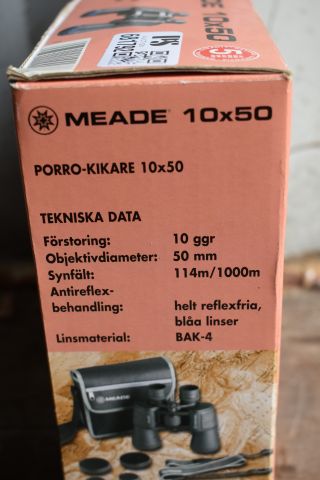 MEADE 10x50
PORRO-KIKARE 10x50
TEKNISKA DATA
Förstoring: 10 ggr
Objektivdiameter: 50 mm
Synfält: 114m/1000m
Antireflex-
behandling: helt reflexfria,
blåa linser
Linsmaterial: BAK-4
MEADE